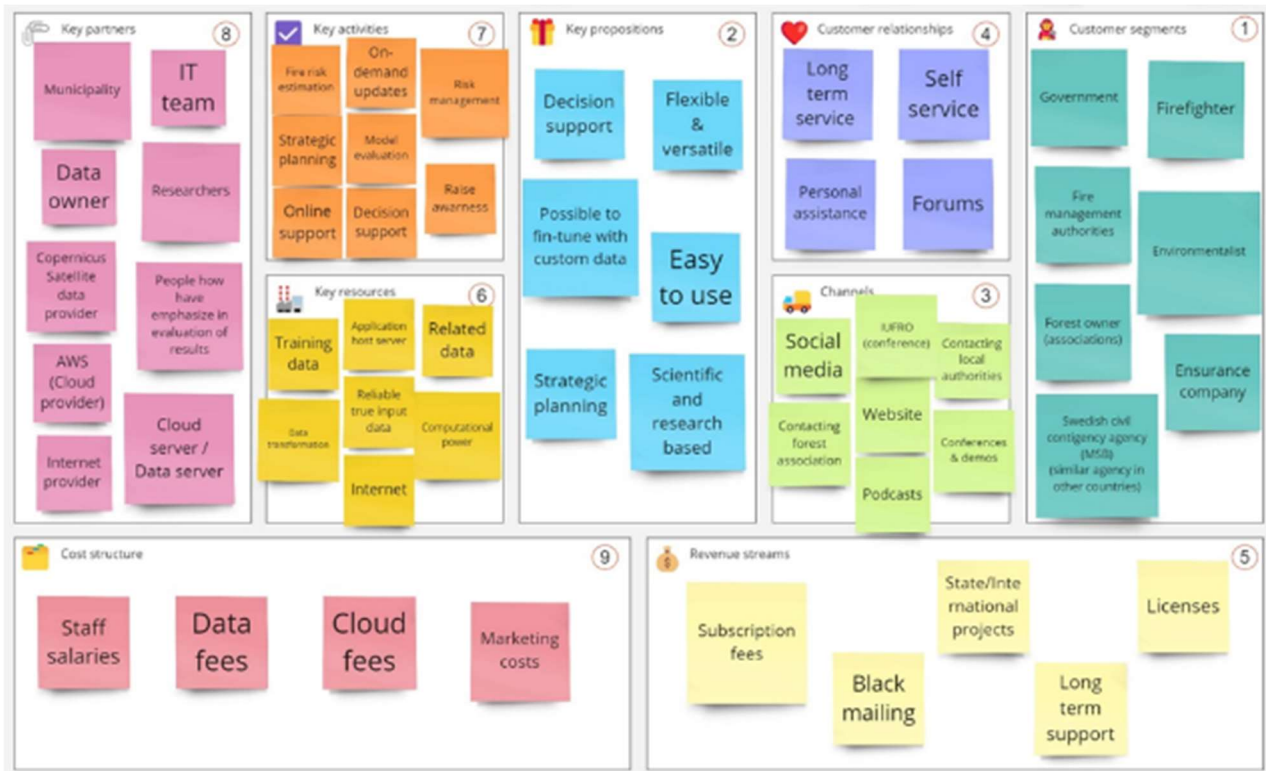 Key partners
8
Municipality
IT
team
Data
owner
Researchers
Copernicus
Satellite
data
provider
People how
have
emphasize in
evaluation of
results
AWS
(Cloud
provider)
Cloud
server /
Data server
Internet
provider
Key activities
7
Fire risk
estimation
On-
demand
updates
Risk
management
Strategic
planning
Model
evaluation
Raise
awarness
Online
support
Decision
support
Key resources
6
Training
data
Application
host server
Related
data
Data
transformation
Reliable
true input
data
Computational
power
Internet
Key propositions
2
Decision
support
Flexible
&
versatile
Possible to
fin-tune with
custom data
Easy
to use
Strategic
planning
Scientific
and
research
based
Customer relationships
4
Long
term
service
Self
service
Personal
assistance
Forums
Channels
3
Social
media
IUFRO
(conference)
Contacting
local
authorities
Contacting
forest
association
Website
Conferences
& demos
Podcasts
Customer segments
1
Government
Firefighter
Fire
management
authorities
Environmentalist
Forest owner
(associations)
Ensurance
company
Swedish civil
contigency agency
(MSB)
(similar agency in
other countries)
Cost structure
9
Staff
salaries
Data
fees
Cloud
fees
Marketing
costs
Revenue streams
5
Subscription
fees
Black
mailing
State/Inte
rnational
projects
Long
term
support
Licenses